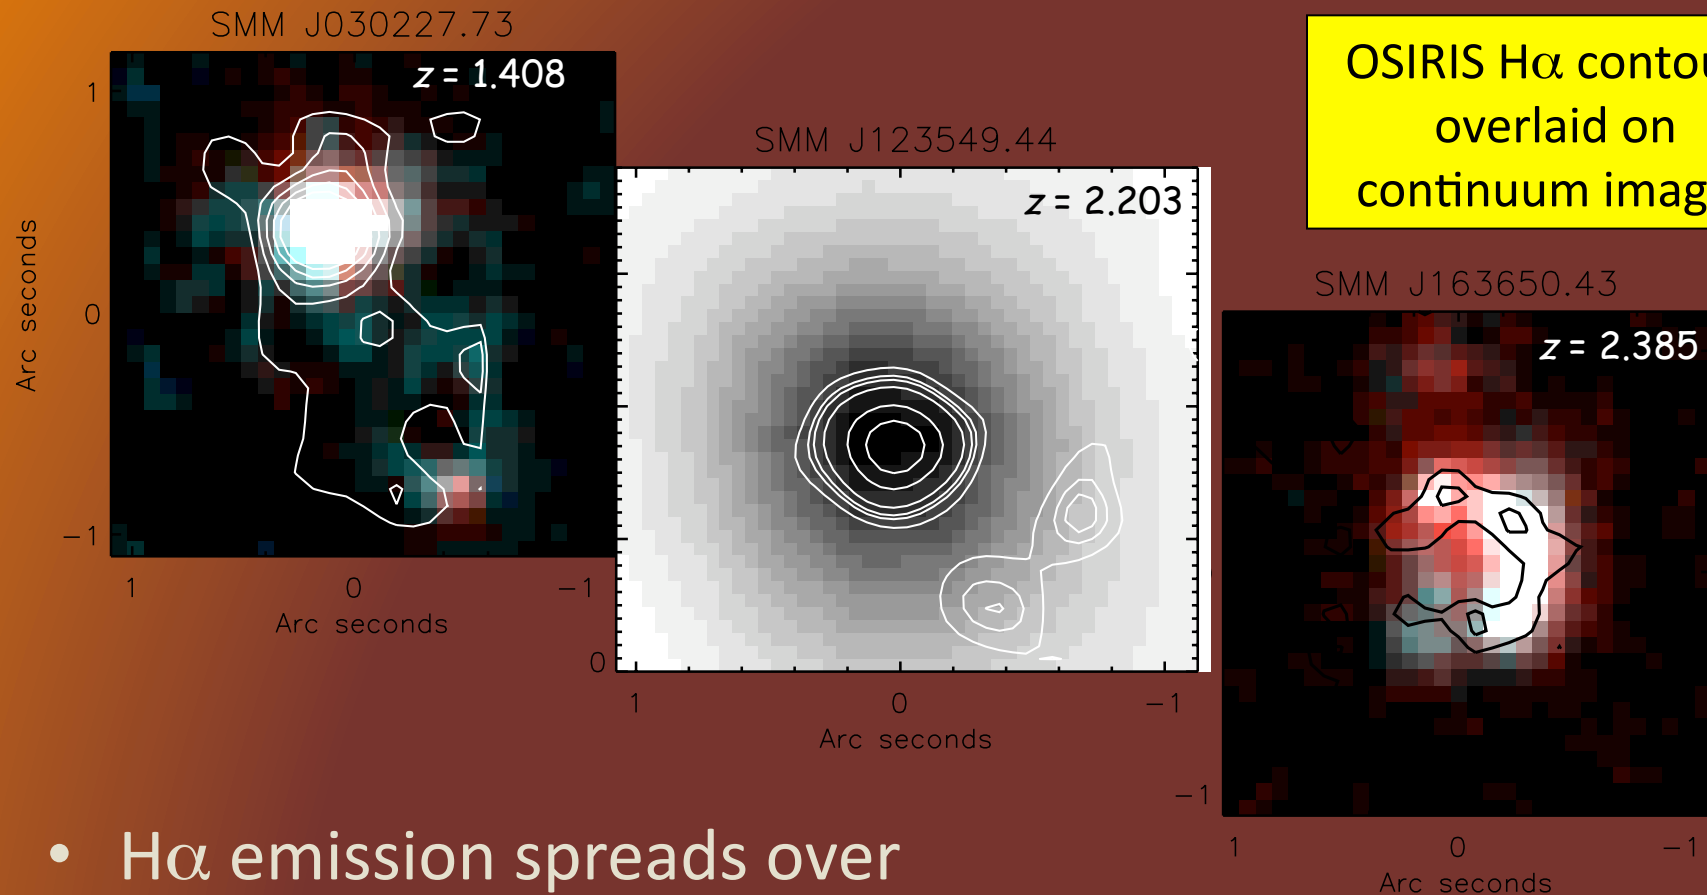 SMM J030227.73
z = 1.408
1
0
−1
Arc seconds
1 0 −1
Arc seconds
SMM J123549.44
z = 2.203
0
1 0 −1
Arc seconds
OSIRIS Hα contou
overlaid on
continuum imag
SMM J163650.43
z = 2.385
−1
1 0 −1
Arc seconds
• Hα emission spreads over